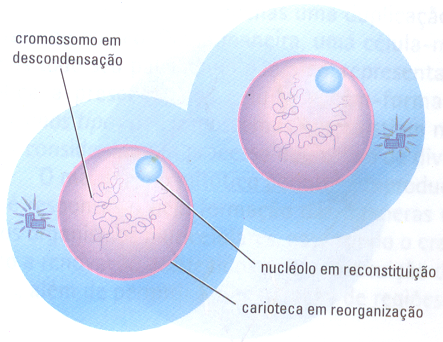 cromossomo em
descondensação
nucléolo em reconstituição
carioteca em reorganização